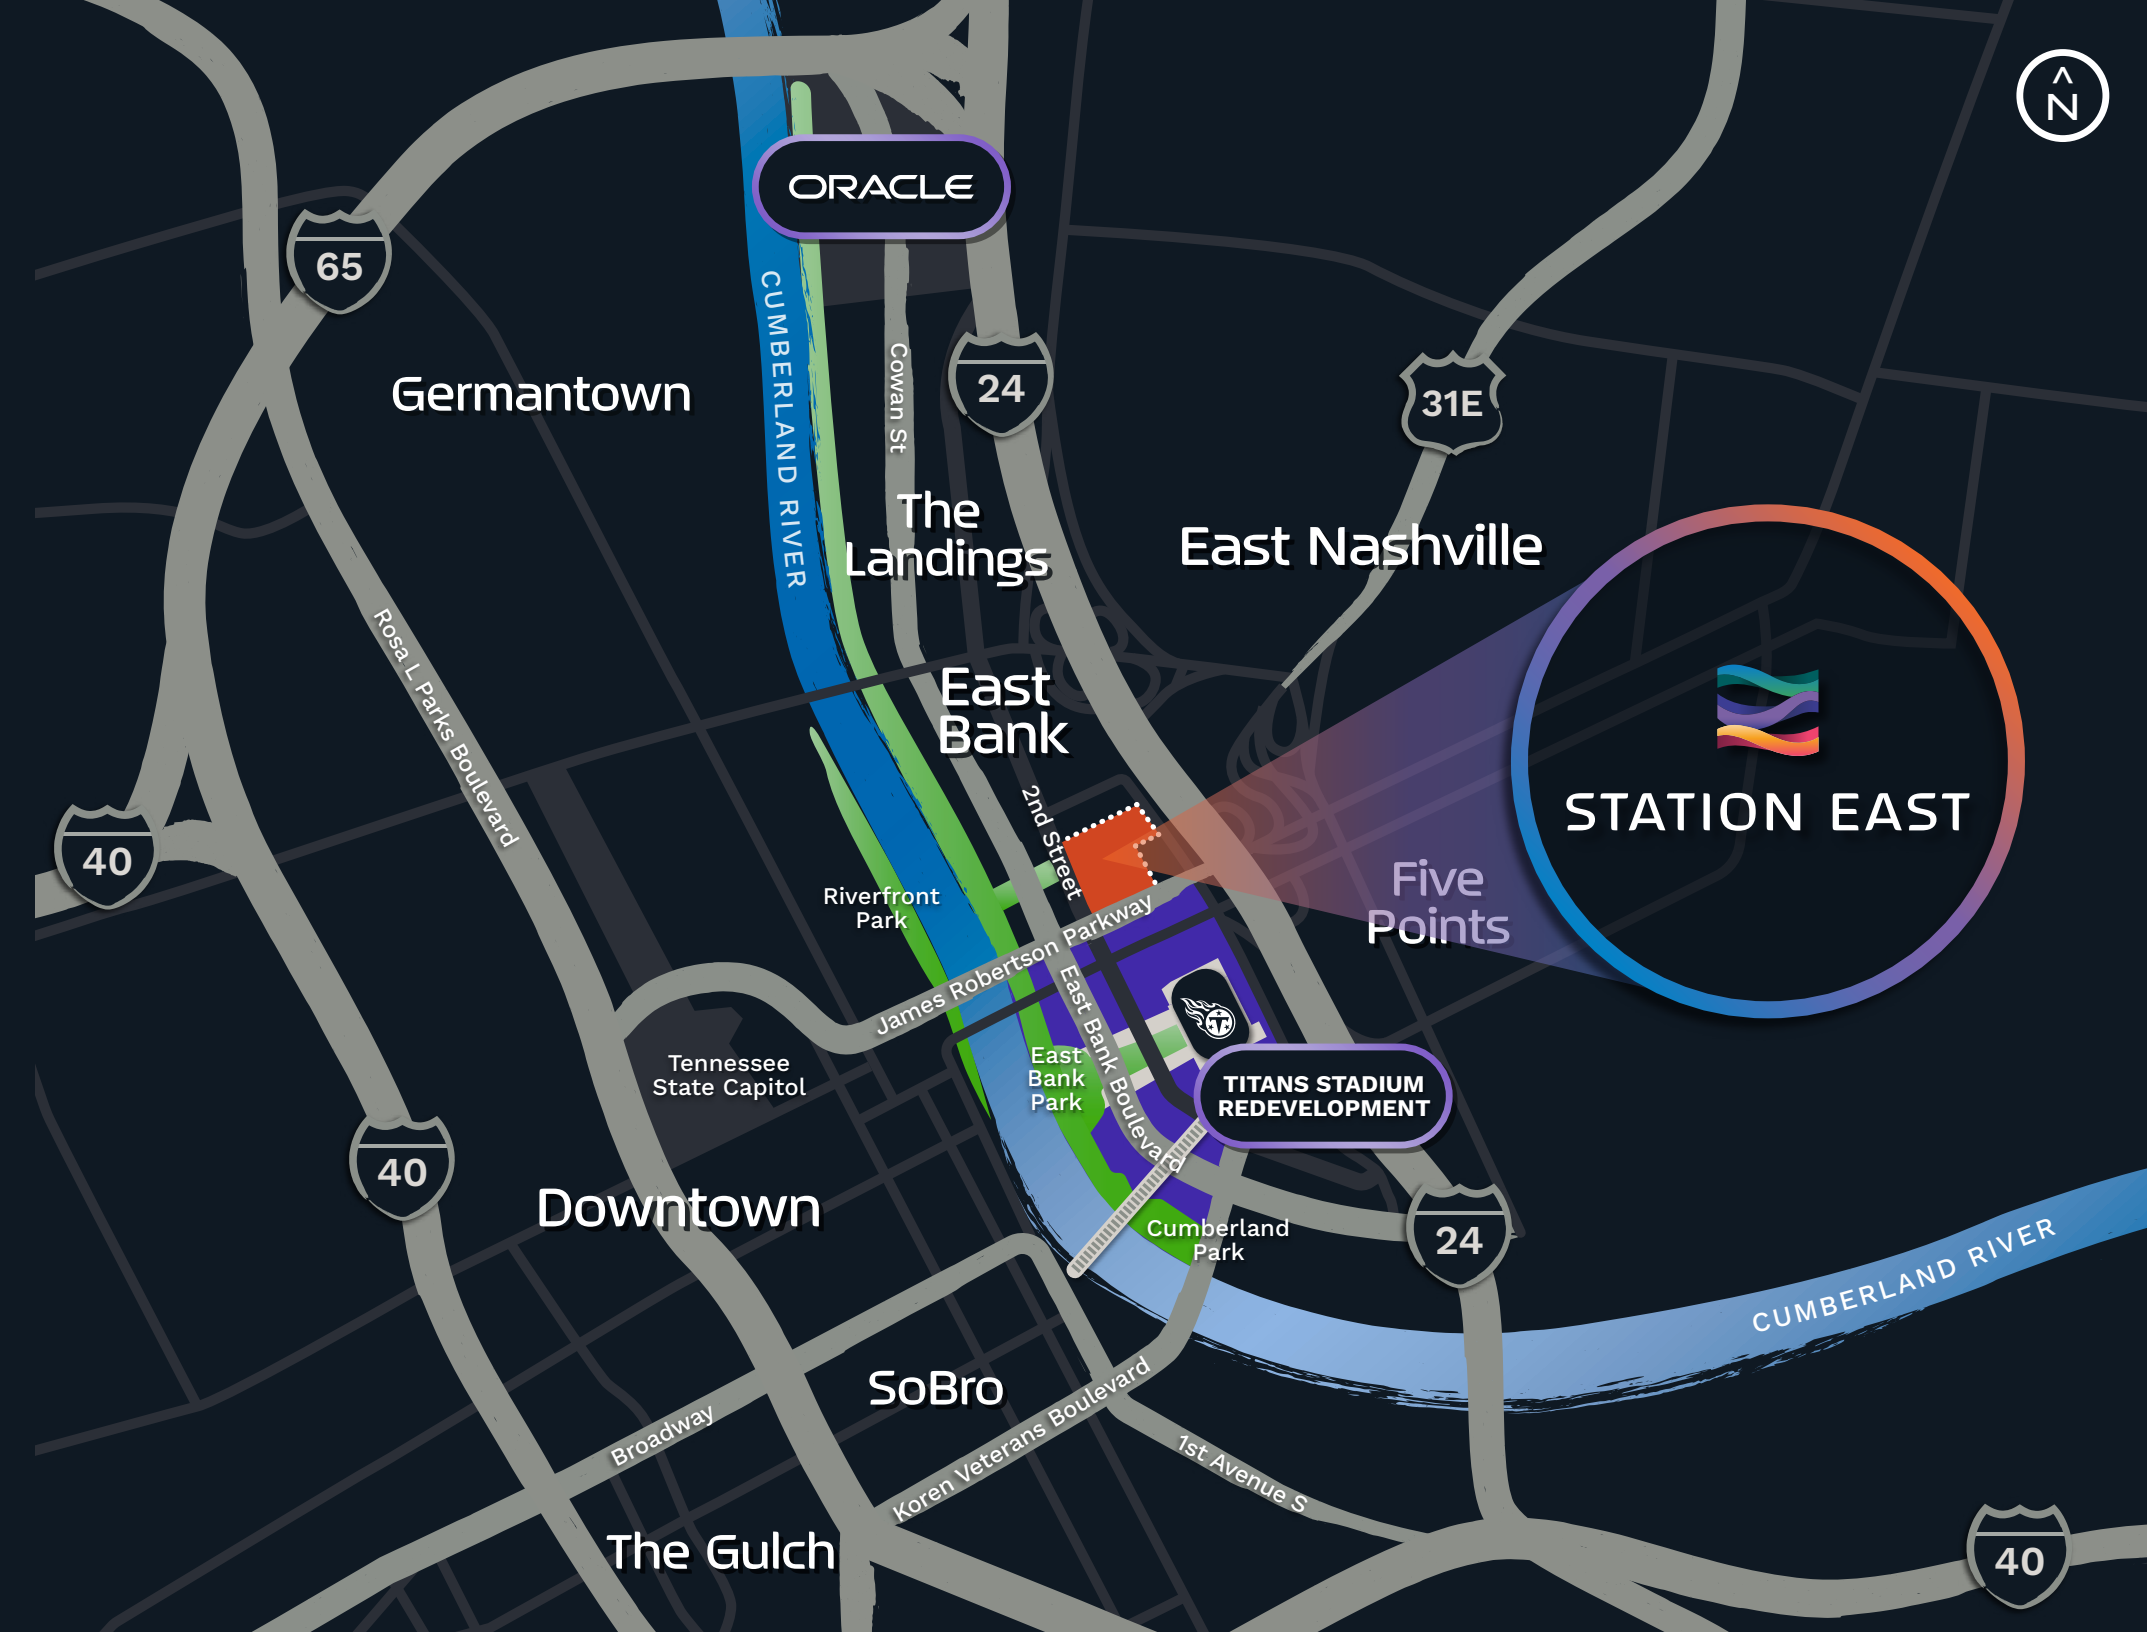 ^
N
ORACLE
65
CUMBERLAND RIVER
Cowan St
24
31E
Germantown
The
Landings
East Nashville
Rosa L Parks Boulevard
East
Bank
STATION EAST
2nd Street
40
Five
Points
Riverfront
Park
James Robertson Parkway
East Bank Boulevard
East
Bank
Park
Tennessee
State Capitol
TITANS STADIUM
REDEVELOPMENT
T
40
Downtown
Cumberland
Park
24
CUMBERLAND RIVER
SoBro
Koren Veterans Boulevard
Broadway
1st Avenue S
The Gulch
40